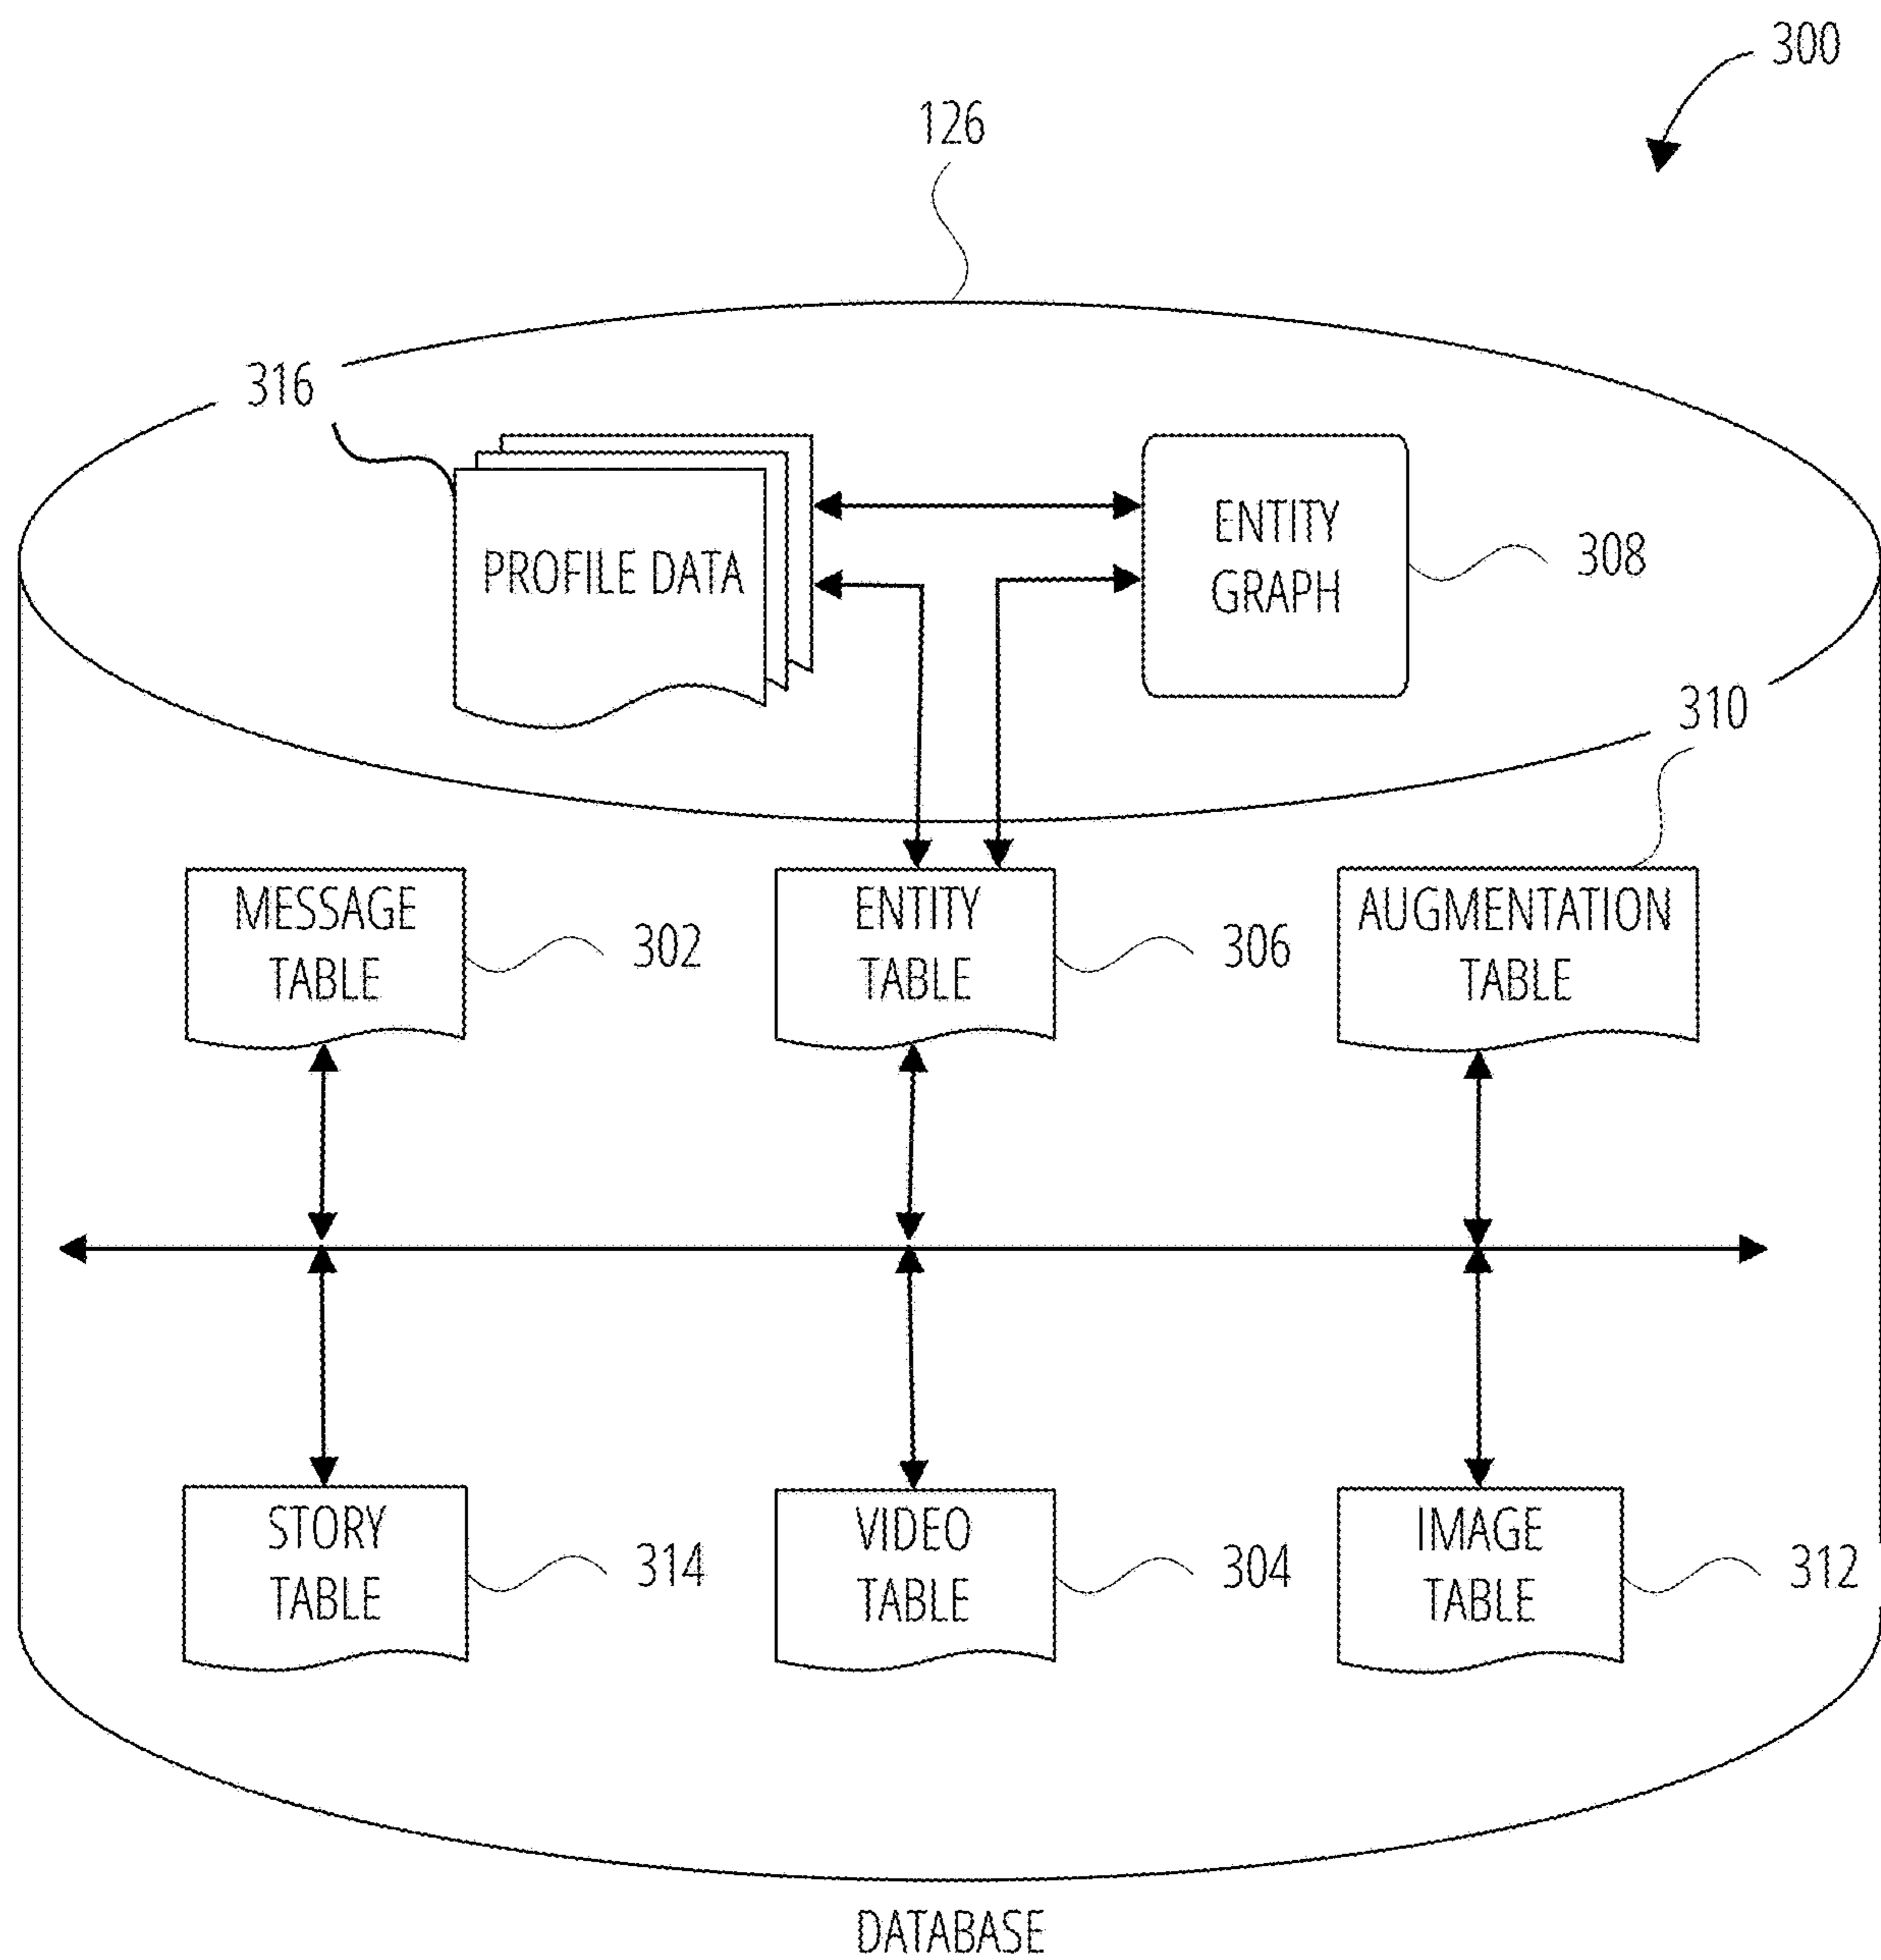 300
126
316
PROFILE DATA
ENTITY
GRAPH
308
310
MESSAGE
TABLE
302
ENTITY
TABLE
306
AUGMENTATION
TABLE
STORY
TABLE
314
VIDEO
TABLE
304
IMAGE
TABLE
312
DATABASE